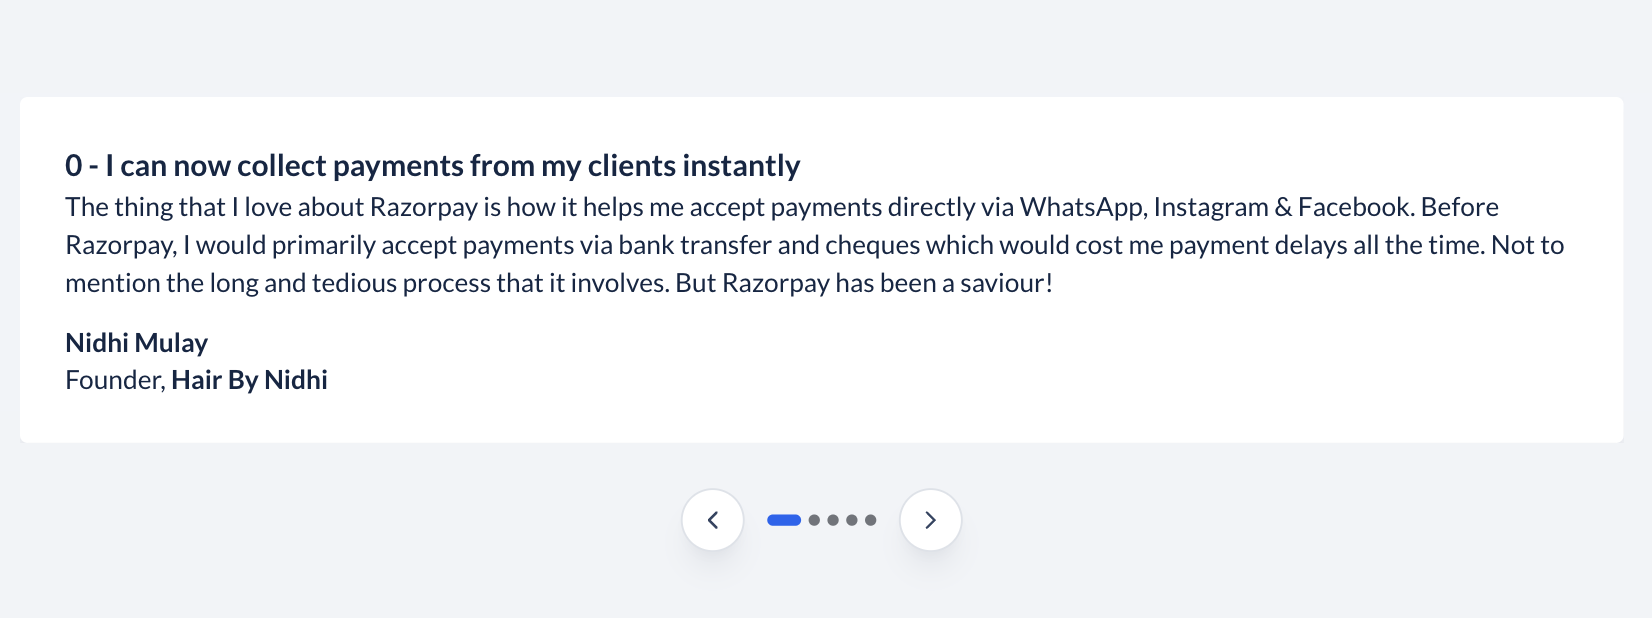 0 - I can now collect payments from my clients instantly
The thing that I love about Razorpay is how it helps me accept payments directly via WhatsApp, Instagram & Facebook. Before
Razorpay, I would primarily accept payments via bank transfer and cheques which would cost me payment delays all the time. Not to
mention the long and tedious process that it involves. But Razorpay has been a saviour!
Nidhi Mulay
Founder, Hair By Nidhi